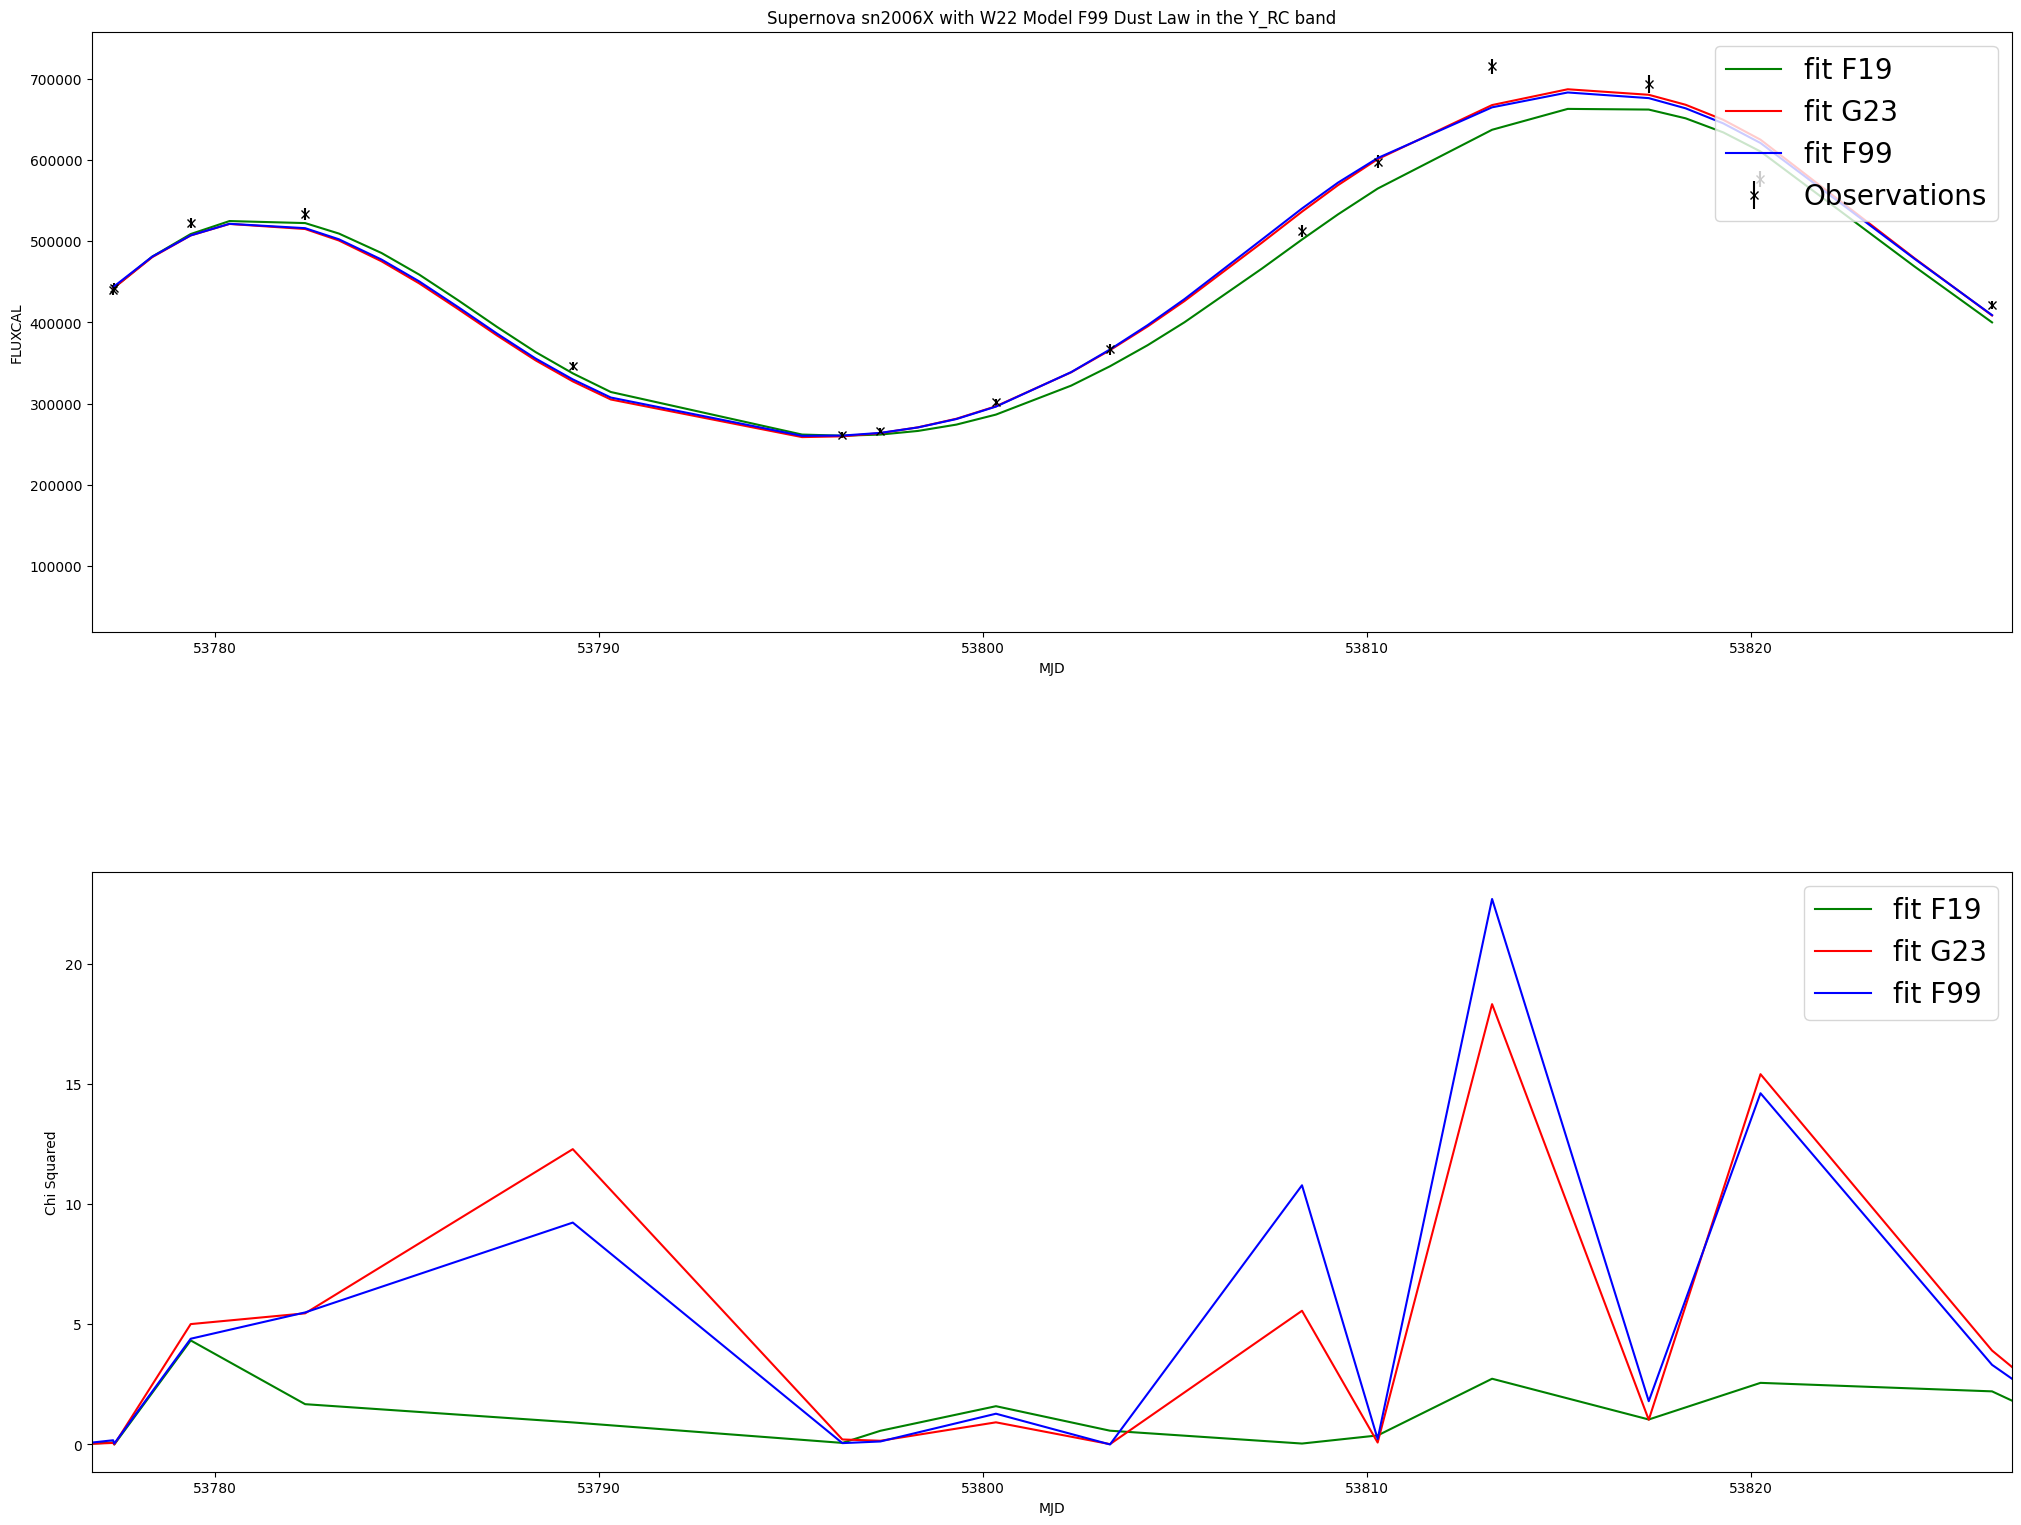 Supernova sn2006X with W22 Model F99 Dust Law in the Y_RC band
700000
600000
500000
400000
300000
200000
100000
FLUXCAL
fit F19
fit G23
fit F99
Observations
53780 53790 53800 53810 53820
MJD
20
15
10
5
0
Chi Squared
fit F19
fit G23
fit F99
53780 53790 53800 53810 53820
MJD